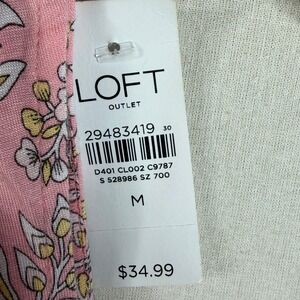 LOFT
OUTLET
29483419 30
D401 CL002 C9787
S 528986 SZ 700
M
$34.99